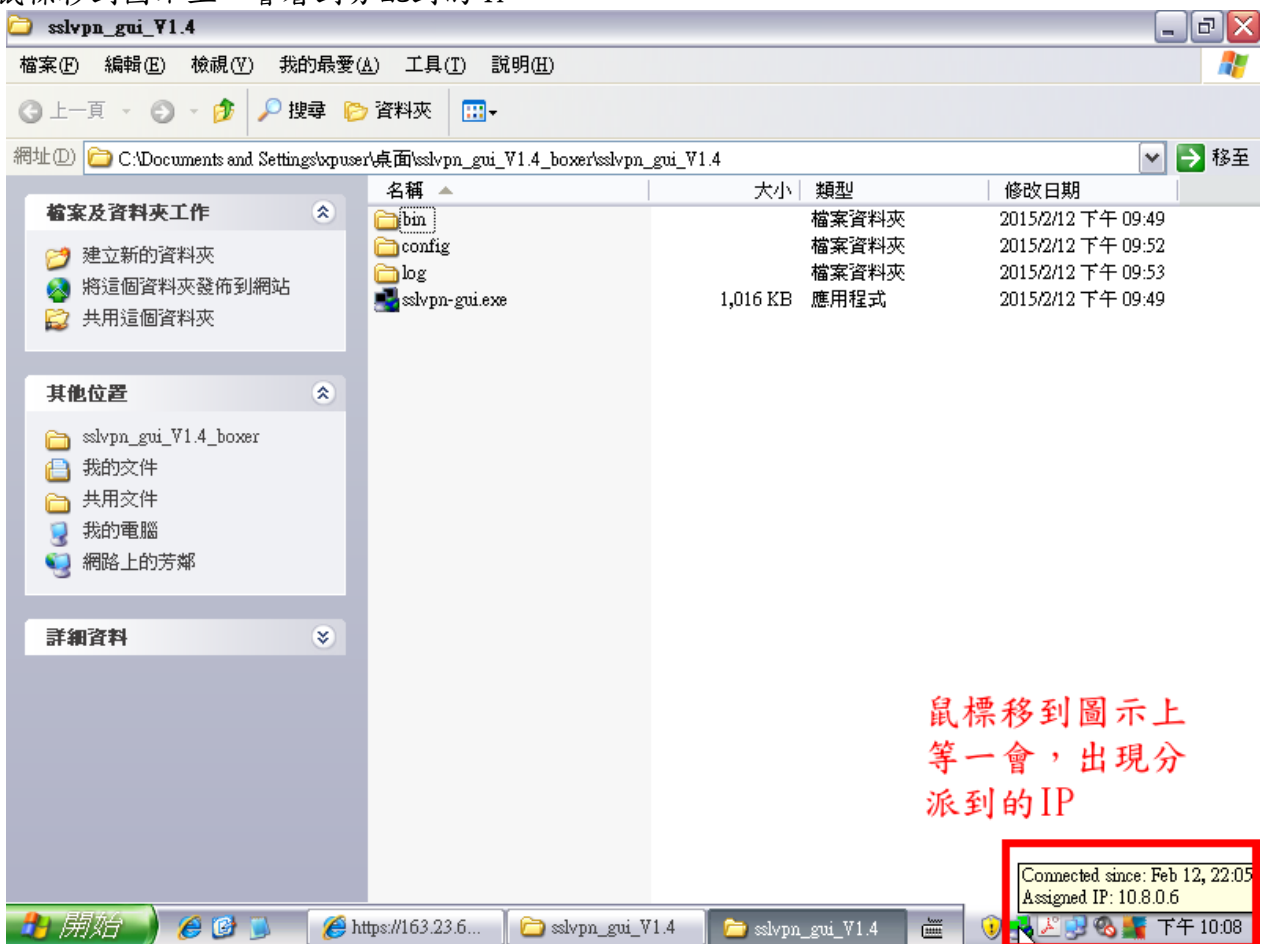 sslvpn_gui_V1.4
檔案(F) 編輯(E) 檢視(V) 我的最愛(A) 工具(T) 說明(H)
上一頁 搜尋 資料夾
網址(D) C:\Documents and Settings\xpuser\桌面\sslvpn_gui_V1.4_boxer\sslvpn_gui_V1.4 移至
檔案及資料夾工作
建立新的資料夾
將這個資料夾發佈到網站
共用這個資料夾
其他位置
sslvpn_gui_V1.4_boxer
我的文件
共用文件
我的電腦
網路上的芳鄰
詳細資料
名稱 大小 類型 修改日期
bin 檔案資料夾 2015/2/12 下午 09:49
config 檔案資料夾 2015/2/12 下午 09:52
log 檔案資料夾 2015/2/12 下午 09:53
sslvpn-gui.exe 1,016 KB 應用程式 2015/2/12 下午 09:49
鼠標移到圖示上
等一會，出現分
派到的IP
Connected since: Feb 12, 22:05
Assigned IP: 10.8.0.6
開始 https://163.23.6... sslvpn_gui_V1.4 sslvpn_gui_V1.4 下午 10:08